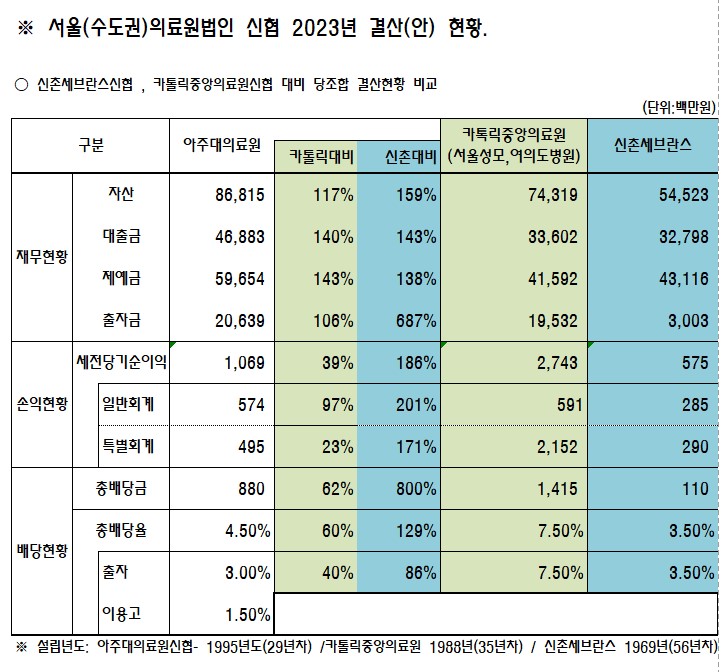 ※ 서울(수도권)의료원법인 신협 2023년 결산(안) 현황.
○ 신촌세브란스신협 , 카톨릭중앙의료원신협 대비 당조합 결산현황 비교
(단위:백만원)
구분 아주대의료원 카톨릭대비 신촌대비 카톡릭중앙의료원 (서울성모,여의도병원) 신촌세브란스
재무현황 자산 86,815 117% 159% 74,319 54,523
대출금 46,883 140% 143% 33,602 32,798
제예금 59,654 143% 138% 41,592 43,116
출자금 20,639 106% 687% 19,532 3,003
손익현황 세전당기순이익 1,069 39% 186% 2,743 575
일반회계 574 97% 201% 591 285
특별회계 495 23% 171% 2,152 290
배당현황 총배당금 880 62% 800% 1,415 110
총배당율 4.50% 60% 129% 7.50% 3.50%
출자 3.00% 40% 86% 7.50% 3.50%
이용고 1.50%
※ 설립년도: 아주대의료원신협- 1995년도(29년차) /카톨릭중앙의료원 1988년(35년차) / 신촌세브란스 1969년(56년차)